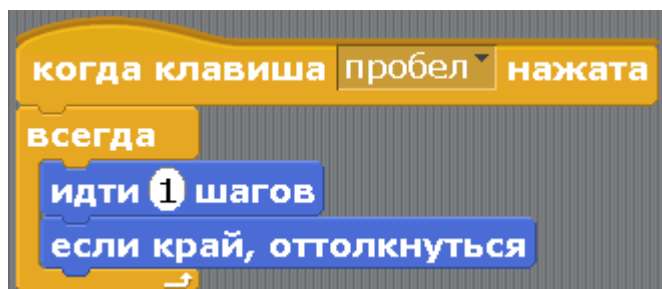 когда клавиша пробел нажата
всегда
идти 1 шагов
если край, оттолкнуться